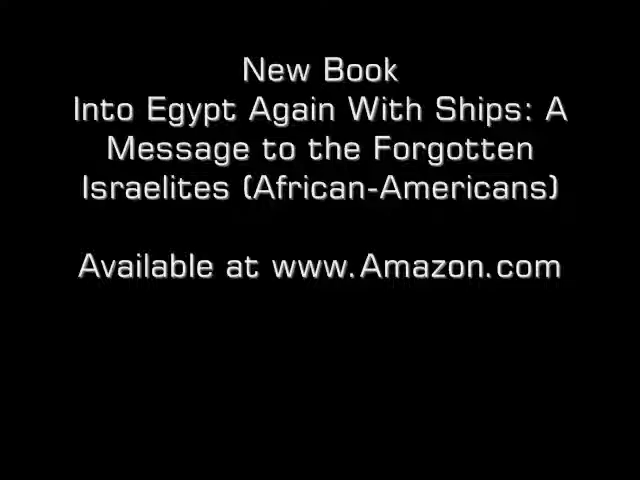 New Book
Into Egypt Again With Ships: A
Message to the Forgotten
Israelites (African-Americans)
Available at www.Amazon.com